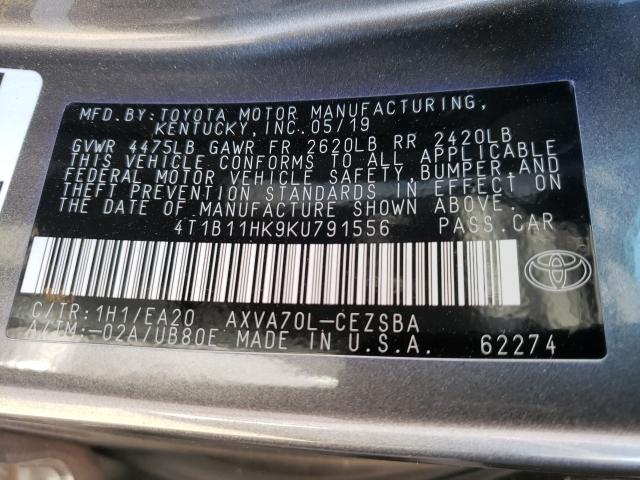 MFD.BY:TOYOTA MOTOR MANUFACTURING,
KENTUCKY, INC.05/19
GVWR 4475LB GAWR FR 2620LB RR 2420LB
THIS VEHICLE CONFORMS TO ALL APPLICABLE
FEDERAL MOTOR VEHICLE SAFETY,BUMPER,AND
THEFT PREVENTION STANDARDS IN EFFECT ON
THE DATE OF MANUFACTURE SHOWN ABOVE.
4T1B11HK9KU791556 PASS.CAR
C/TR:1H1/EA20 AXVA70L-CEZSBA
A/TM:-02A/UB80E MADE IN U.S.A. 62274